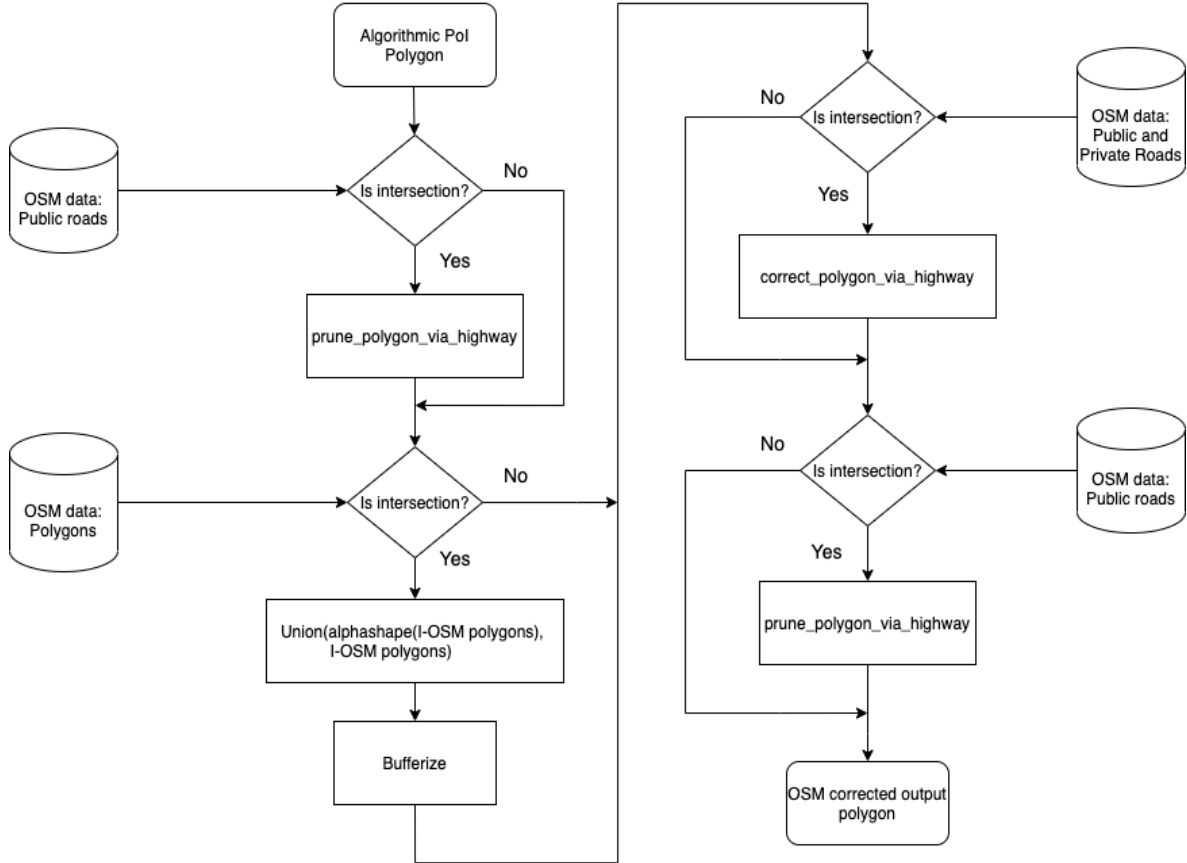 Algorithmic PoI
Polygon
OSM data:
Public roads
Is intersection?
No
Yes
prune_polygon_via_highway
OSM data:
Polygons
Is intersection?
No
Yes
Union(alphashape(I-OSM polygons),
I-OSM polygons)
Bufferize
No
Is intersection?
OSM data:
Public and
Private Roads
Yes
correct_polygon_via_highway
No
Is intersection?
OSM data:
Public roads
Yes
prune_polygon_via_highway
OSM corrected output
polygon